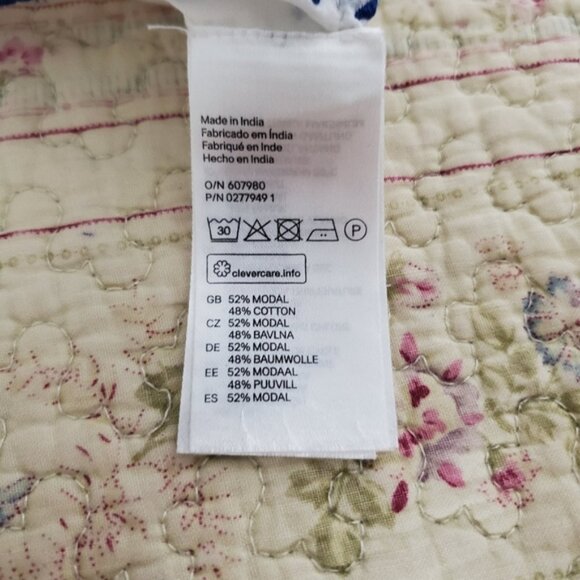 Made in India
Fabricado em Índia
Fabriqué en Inde
Hecho en India
O/N 607980
P/N 0277949 1
30
P
clevercare.info
GB 52% MODAL
48% COTTON
CZ 52% MODAL
48% BAVLNA
DE 52% MODAL
48% BAUMWOLLE
EE 52% MODAAL
48% PUUVILL
ES 52% MODAL